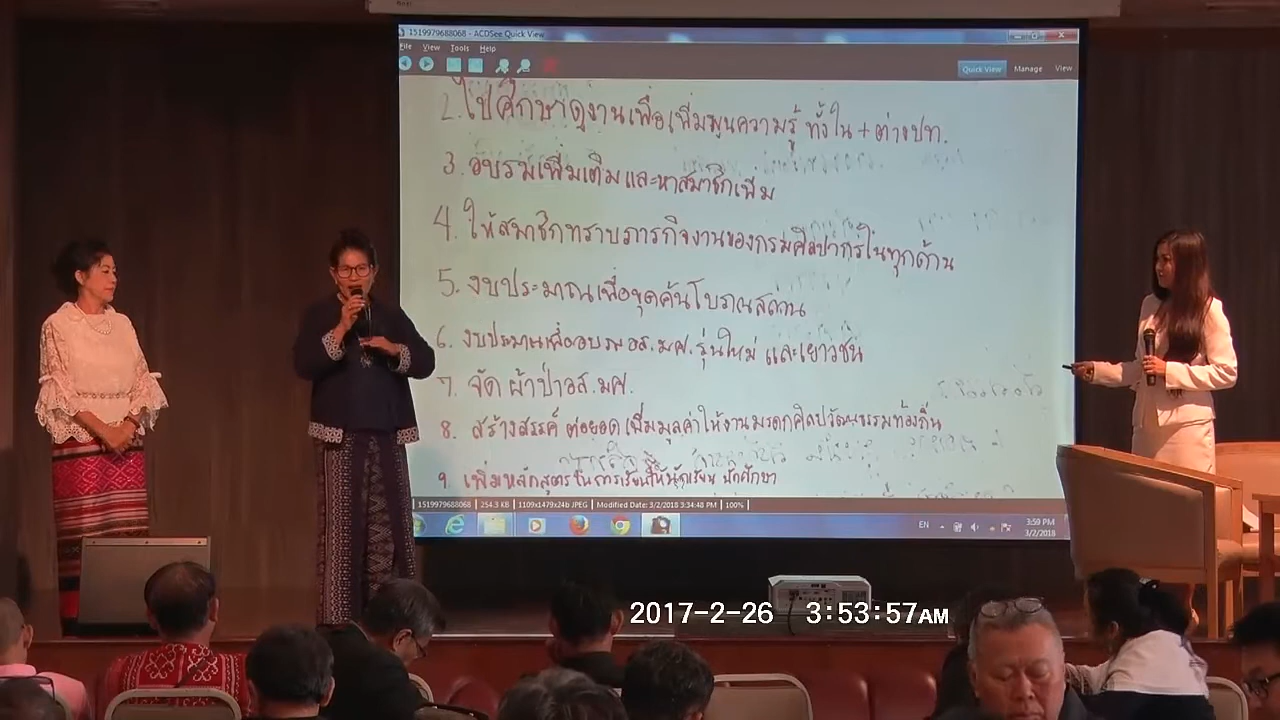 1519979688068 - ACDSee Quick View
File View Tools Help
Quick View Manage View
2. ไปศึกษาดูงานเพื่อเพิ่มพูนความรู้ ทั้งใน + ต่างปท.
3. อบรมเพิ่มเติม และหาสมาชิกเพิ่ม
4. ให้สมาชิกทราบภารกิจงานของกรมศิลปากรในทุกด้าน
5. งบประมาณเพื่อขุดค้นโบราณสถาน
6. งบประมาณเพื่ออบรม อส.มศ. รุ่นใหม่ และเยาวชน
7. จัด ผ้าป่า อส.มศ.
8. สร้างสรรค์ ต่อยอด เพิ่มมูลค่าให้งานมรดกศิลปวัฒนธรรมท้องถิ่น
9. เพิ่มหลักสูตร ในการเรียนให้นักเรียน นักศึกษา
1519979688068 254.3 KB 1109x1479x24b JPEG Modified Date: 3/2/2018 3:34:48 PM 100%
EN 3:59 PM
3/2/2018
2017-2-26 3:53:57AM